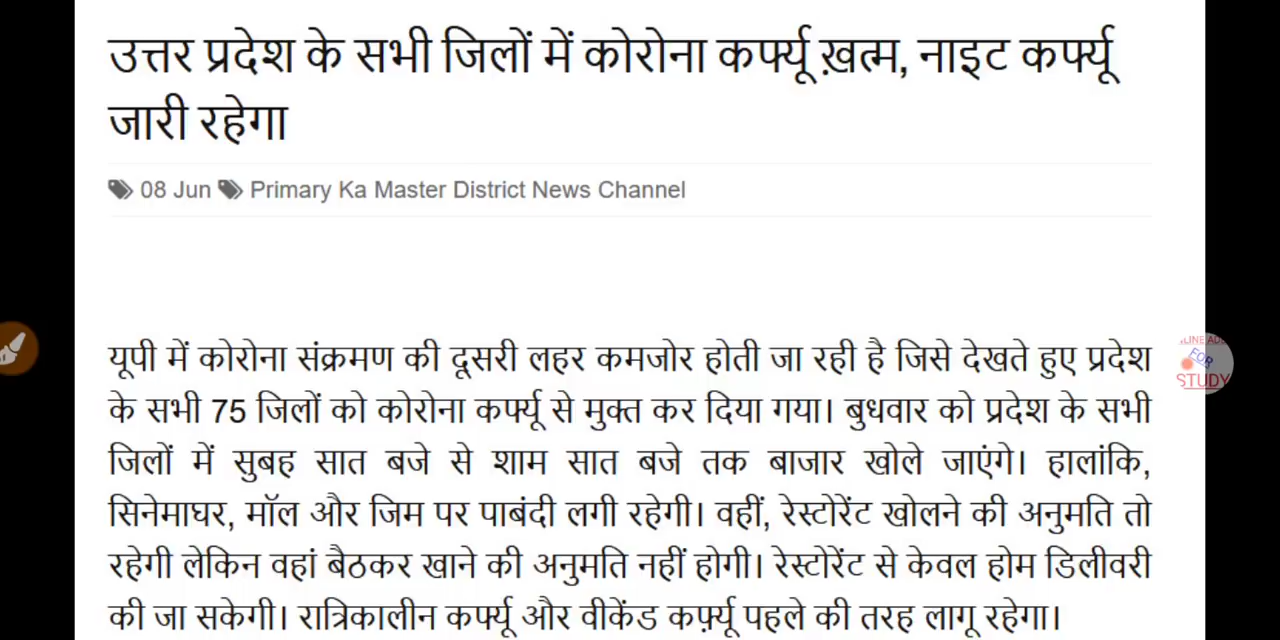 उत्तर प्रदेश के सभी जिलों में कोरोना कर्फ्यू ख़त्म, नाइट कर्फ्यू
जारी रहेगा
08 Jun Primary Ka Master District News Channel
यूपी में कोरोना संक्रमण की दूसरी लहर कमजोर होती जा रही है जिसे देखते हुए प्रदेश
के सभी 75 जिलों को कोरोना कर्फ्यू से मुक्त कर दिया गया। बुधवार को प्रदेश के सभी
जिलों में सुबह सात बजे से शाम सात बजे तक बाजार खोले जाएंगे। हालांकि,
सिनेमाघर, मॉल और जिम पर पाबंदी लगी रहेगी। वहीं, रेस्टोरेंट खोलने की अनुमति तो
रहेगी लेकिन वहां बैठकर खाने की अनुमति नहीं होगी। रेस्टोरेंट से केवल होम डिलीवरी
की जा सकेगी। रात्रिकालीन कर्फ्यू और वीकेंड कर्फ़्यू पहले की तरह लागू रहेगा।
FOR
STUDY